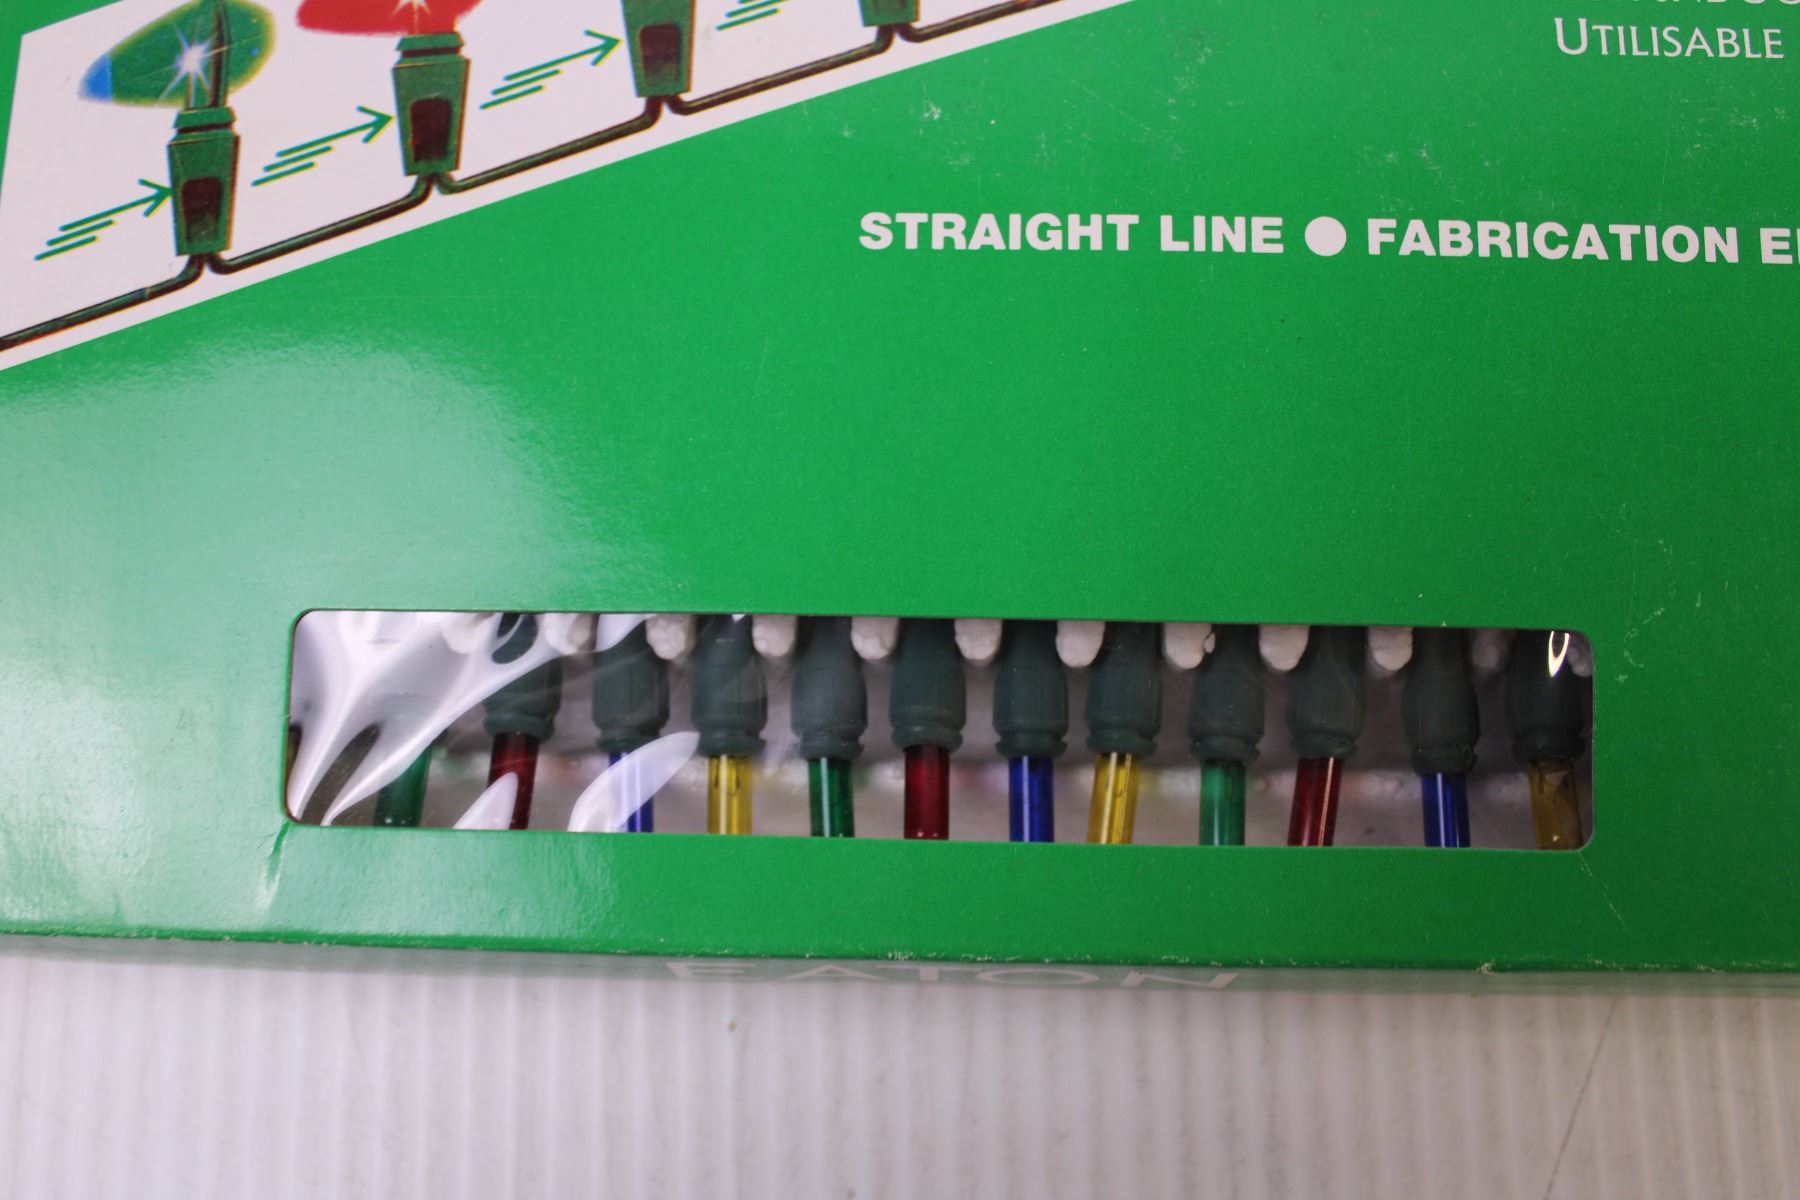 UTILISABLE
STRAIGHT LINE ● FABRICATION
EATON